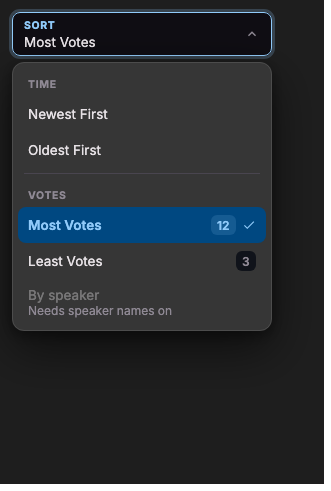 SORT
Most Votes
TIME
Newest First
Oldest First
VOTES
Most Votes 12
Least Votes 3
By speaker
Needs speaker names on